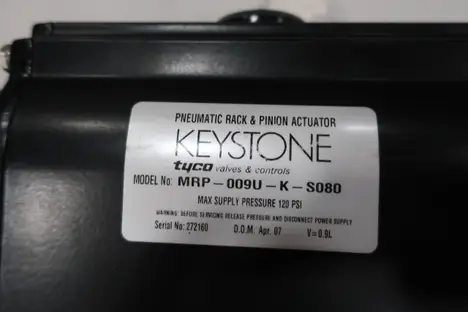 PNEUMATIC RACK & PINION ACTUATOR
KEYSTONE
tyco valves & controls
MODEL No: MRP - 009U - K - S080
MAX SUPPLY PRESSURE 120 PSI
WARNING: BEFORE SERVICING RELEASE PRESSURE AND DISCONNECT POWER SUPPLY
Serial No: 272160 D.O.M. Apr. 07 V=0.9L